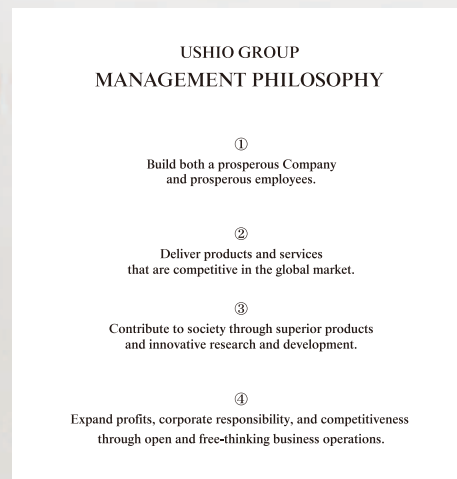 USHIO GROUP
MANAGEMENT PHILOSOPHY
①
Build both a prosperous Company
and prosperous employees.
②
Deliver products and services
that are competitive in the global market.
③
Contribute to society through superior products
and innovative research and development.
④
Expand profits, corporate responsibility, and competitiveness
through open and free-thinking business operations.